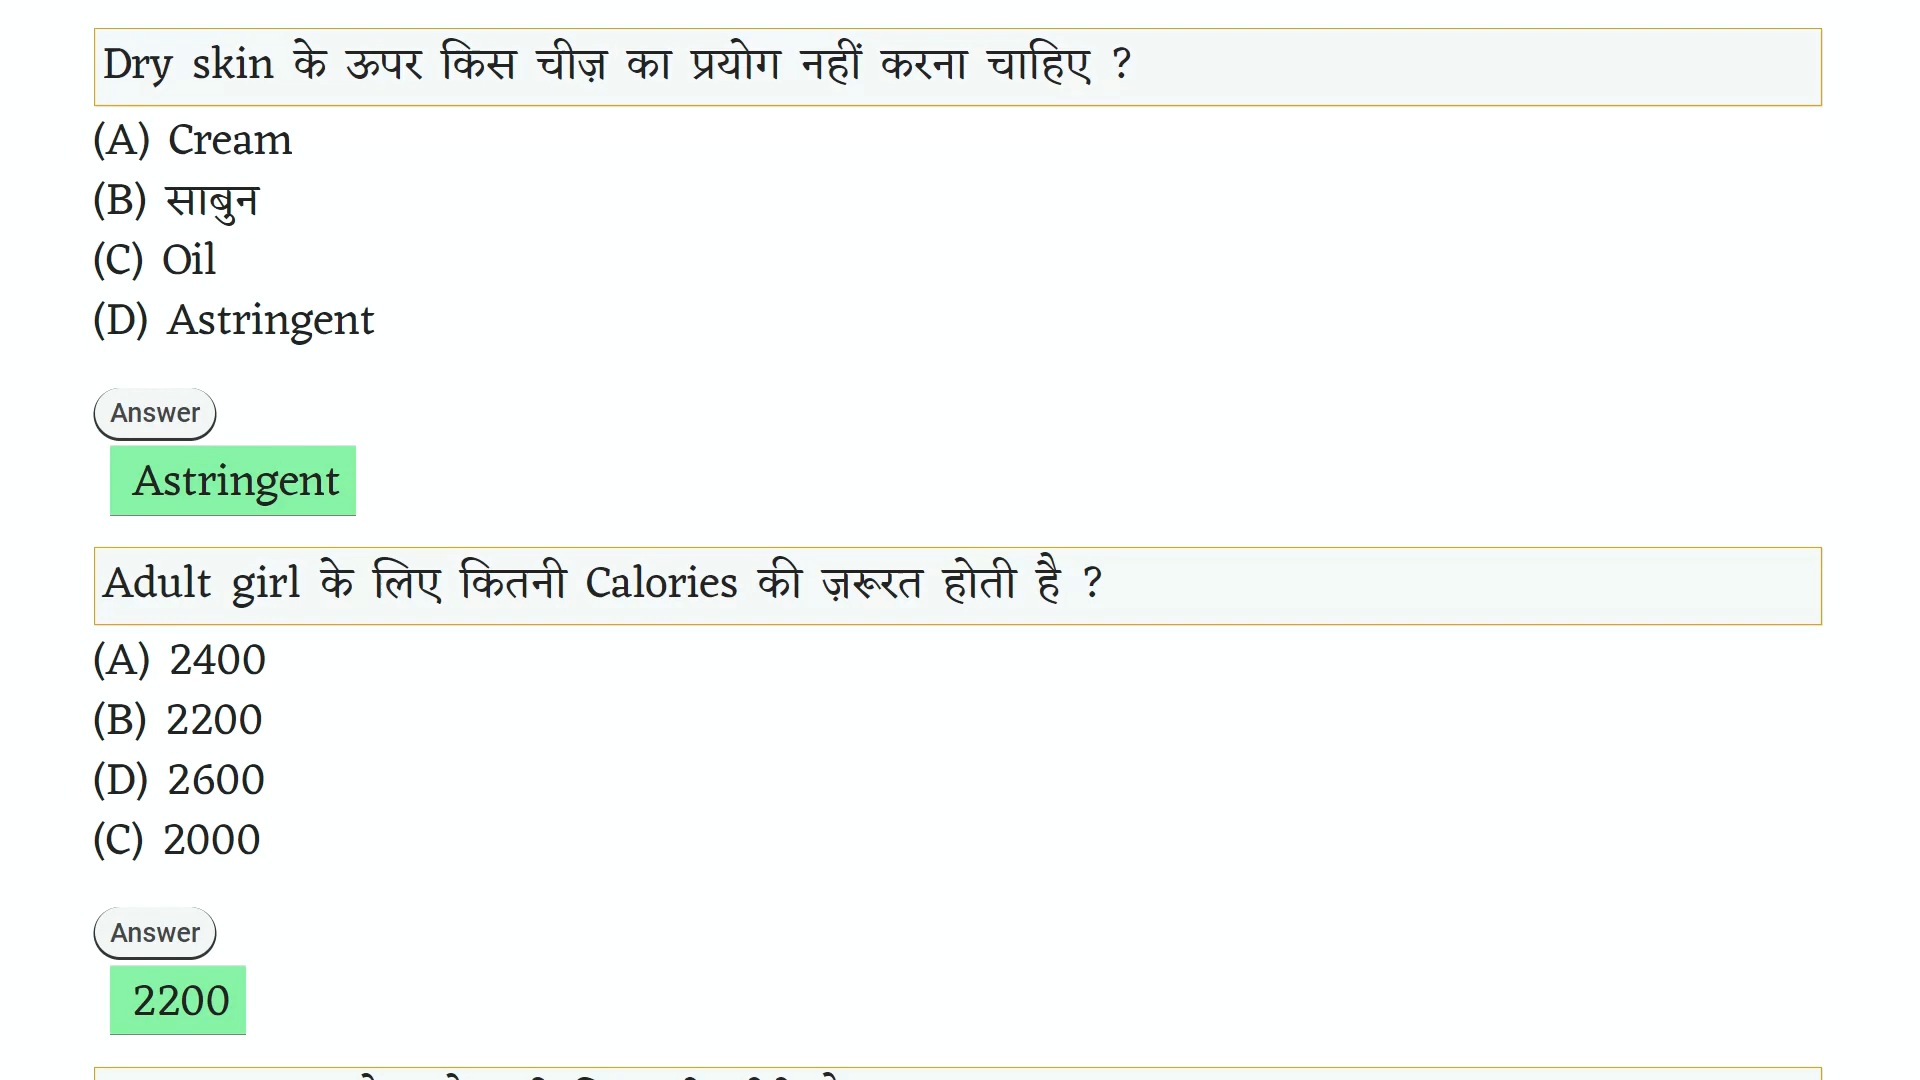 Dry skin के ऊपर किस चीज़ का प्रयोग नहीं करना चाहिए ?
(A) Cream
(B) साबुन
(C) Oil
(D) Astringent
Answer
Astringent
Adult girl के लिए कितनी Calories की ज़रूरत होती है ?
(A) 2400
(B) 2200
(D) 2600
(C) 2000
Answer
2200